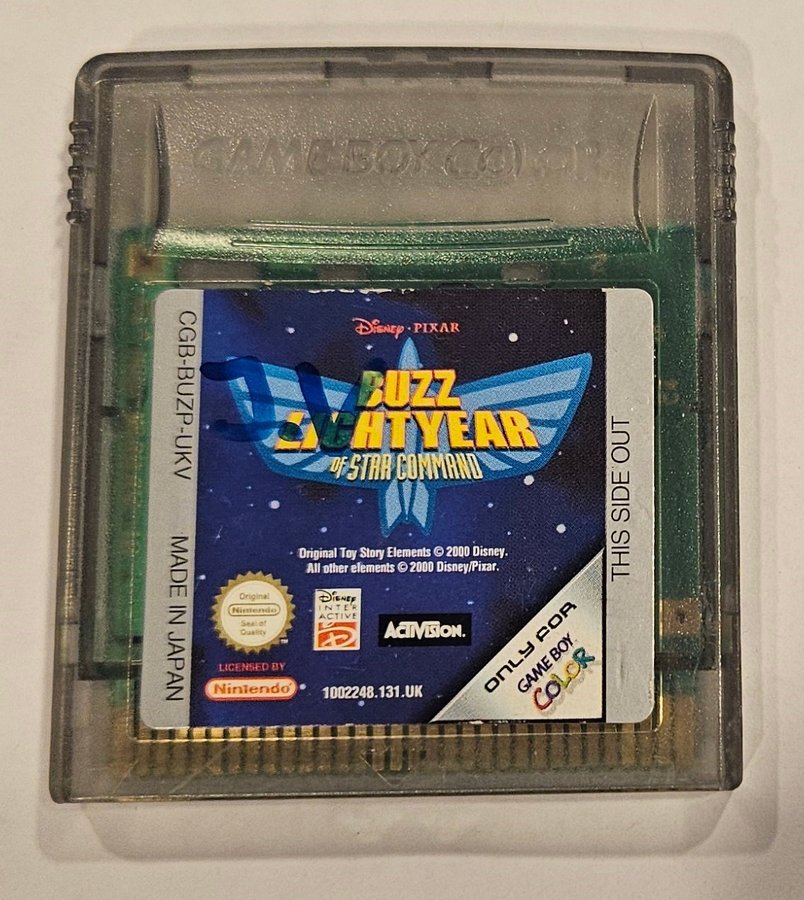 GAME BOY COLOR
CGB-BUZP-UKV
MADE IN JAPAN
Disney · PIXAR
BUZZ
LIGHTYEAR
of STAR COMMAND
Original Toy Story Elements © 2000 Disney.
All other elements © 2000 Disney/Pixar.
Original
Nintendo
Seal of
Quality
TM
LICENSED BY
Nintendo
DISNEY
INTER
ACTIVE
ACTIVISION.
1002248.131.UK
ONLY FOR
GAME BOY
COLOR
THIS SIDE OUT